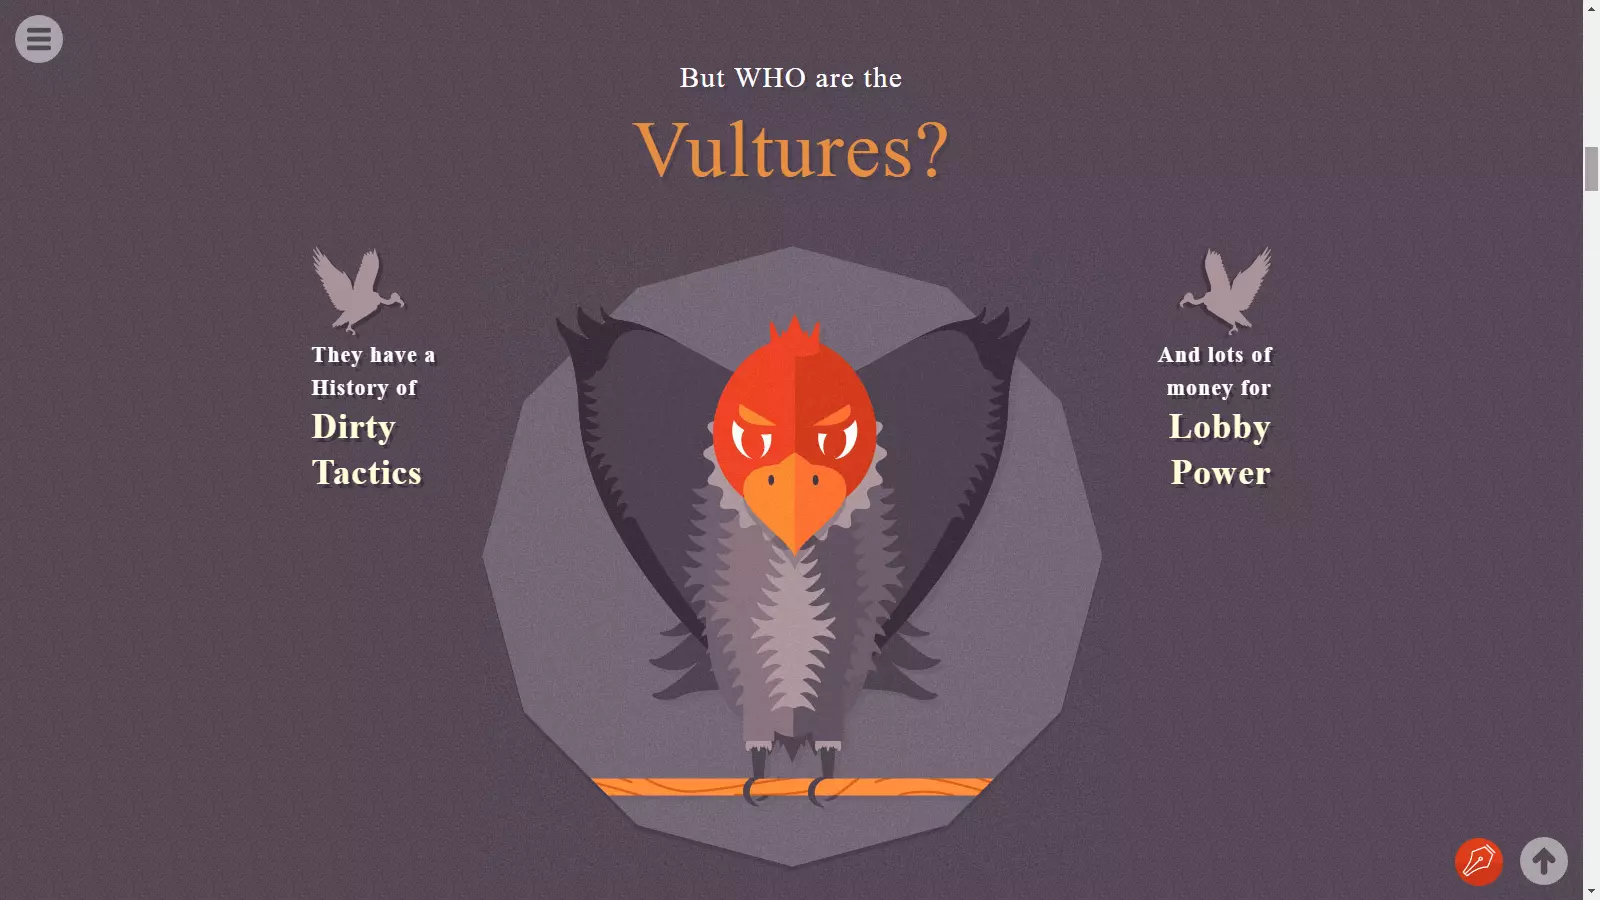 But WHO are the
Vultures?
They have a
History of
Dirty
Tactics
And lots of
money for
Lobby
Power